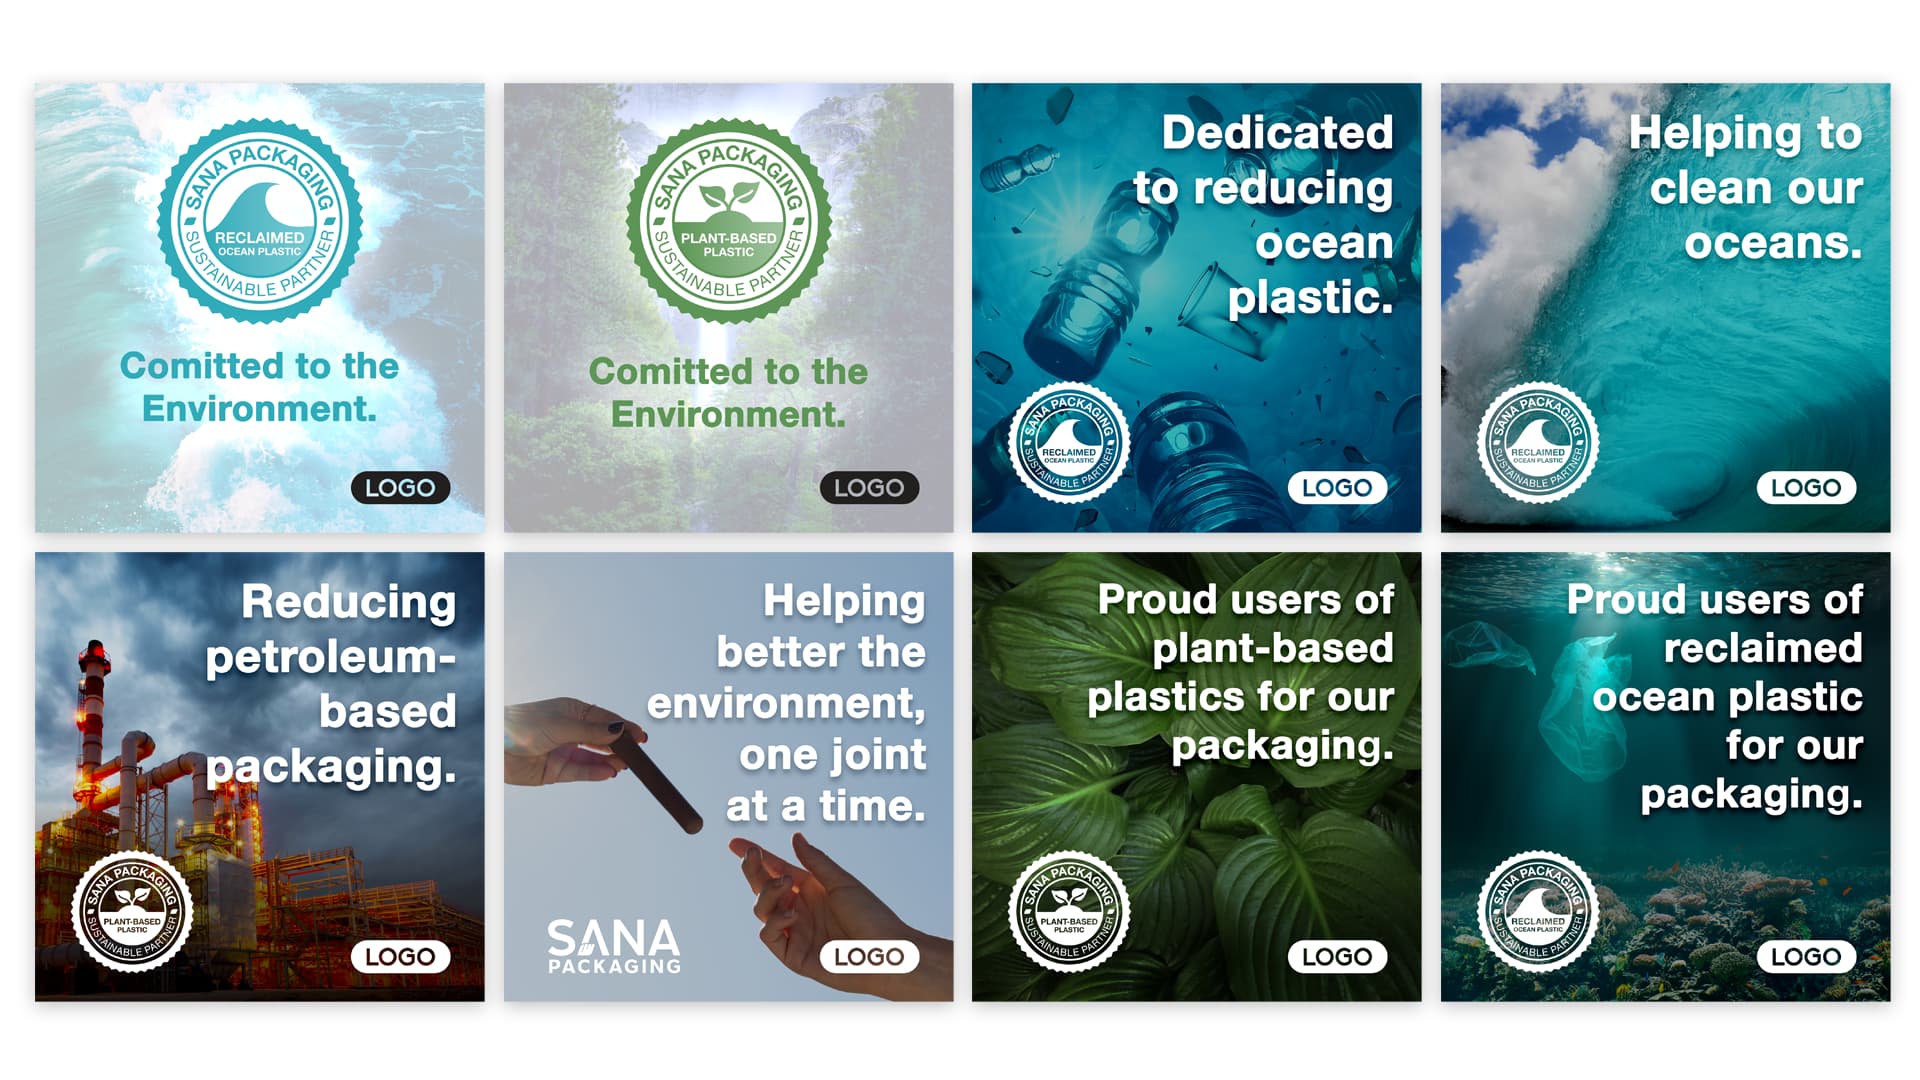 SANA PACKAGING
RECLAIMED
OCEAN PLASTIC
SUSTAINABLE PARTNER
Comitted to the
Environment.
LOGO
SANA PACKAGING
PLANT-BASED
PLASTIC
SUSTAINABLE PARTNER
Comitted to the
Environment.
LOGO
Dedicated
to reducing
ocean
plastic.
SANA PACKAGING
RECLAIMED
OCEAN PLASTIC
SUSTAINABLE PARTNER
LOGO
Helping to
clean our
oceans.
SANA PACKAGING
RECLAIMED
OCEAN PLASTIC
SUSTAINABLE PARTNER
LOGO
Reducing
petroleum-
based
packaging.
SANA PACKAGING
PLANT-BASED
PLASTIC
SUSTAINABLE PARTNER
LOGO
Helping
better the
environment,
one joint
at a time.
SANA
PACKAGING
LOGO
Proud users of
plant-based
plastics for our
packaging.
SANA PACKAGING
PLANT-BASED
PLASTIC
SUSTAINABLE PARTNER
LOGO
Proud users of
reclaimed
ocean plastic
for our
packaging.
SANA PACKAGING
RECLAIMED
OCEAN PLASTIC
SUSTAINABLE PARTNER
LOGO